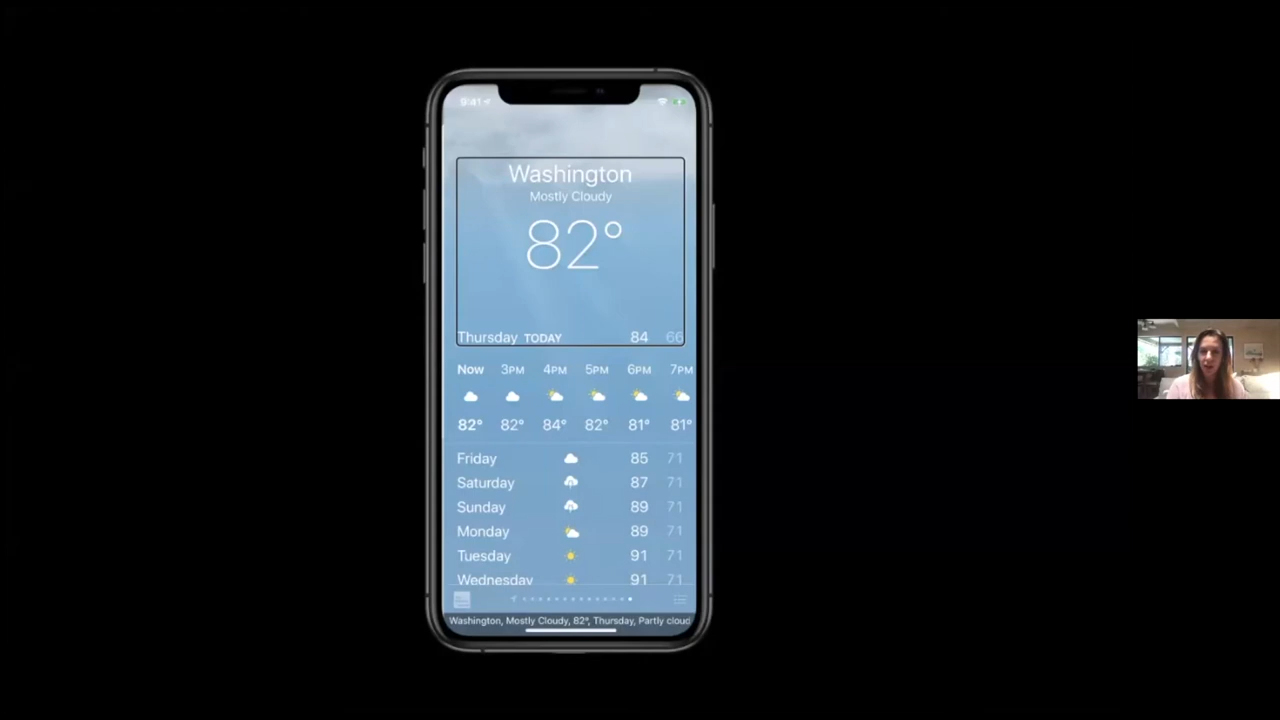 9:41
Washington
Mostly Cloudy
82°
Thursday TODAY 84 66
Now 3PM 4PM 5PM 6PM 7PM
82° 82° 84° 82° 81° 81°
Friday 85 71
Saturday 87 71
Sunday 89 71
Monday 89 71
Tuesday 91 71
Wednesday 91 71
Washington, Mostly Cloudy, 82°, Thursday, Partly cloud